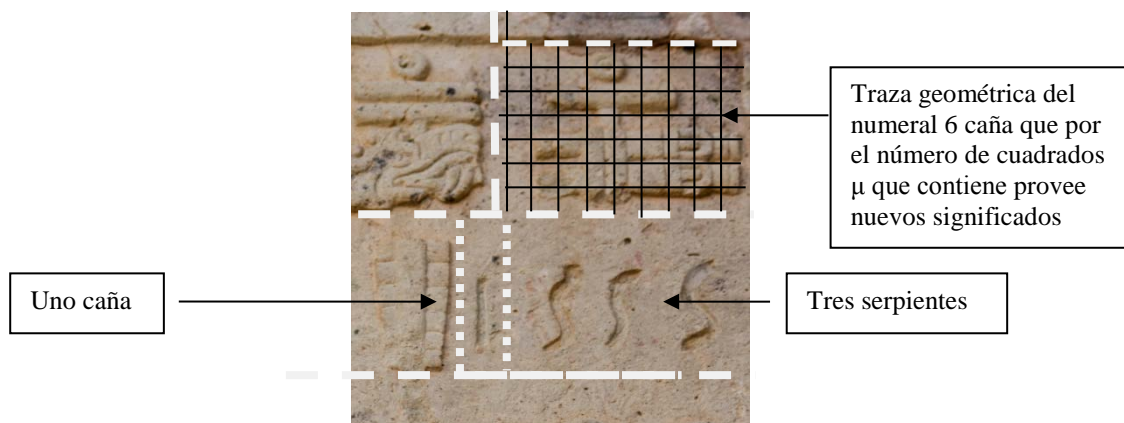 Traza geométrica del
numeral 6 caña que por
el número de cuadrados
μ que contiene provee
nuevos significados
Uno caña
Tres serpientes